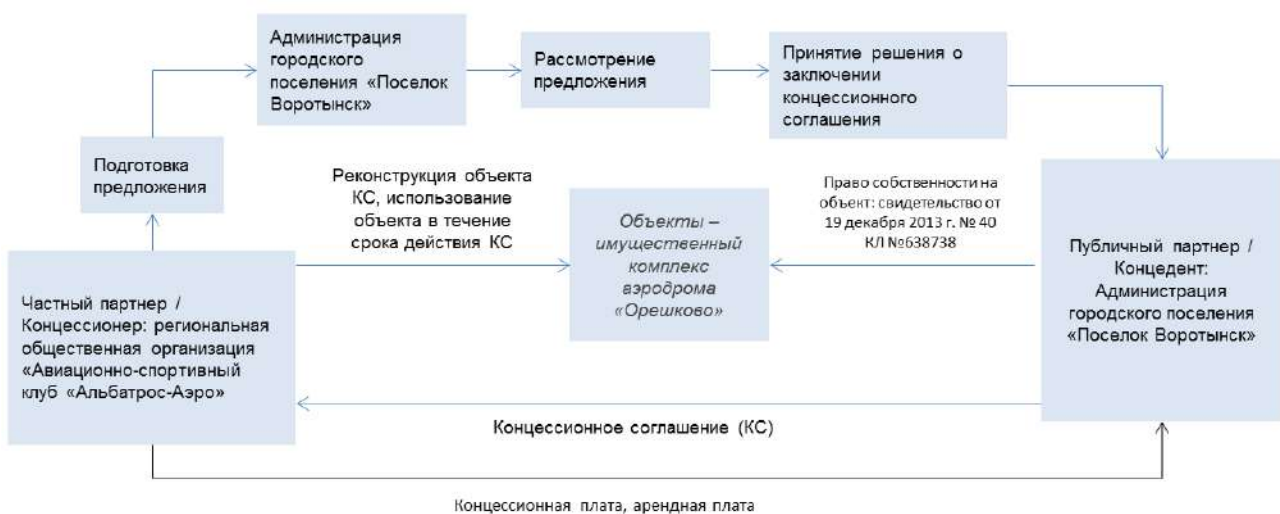 Администрация
городского
поселения «Поселок
Воротынск»
Рассмотрение
предложения
Принятие решения о
заключении
концессионного
соглашения
Подготовка
предложения
Реконструкция объекта
КС, использование
объекта в течение
срока действия КС
Объекты –
имущественный
комплекс
аэродрома
«Орешково»
Право собственности на
объект: свидетельство от
19 декабря 2013 г. № 40
КЛ №638738
Частный партнер /
Концессионер: региональная
общественная организация
«Авиационно-спортивный
клуб «Альбатрос-Аэро»
Публичный партнер /
Концедент:
Администрация
городского поселения
«Поселок Воротынск»
Концессионное соглашение (КС)
Концессионная плата, арендная плата